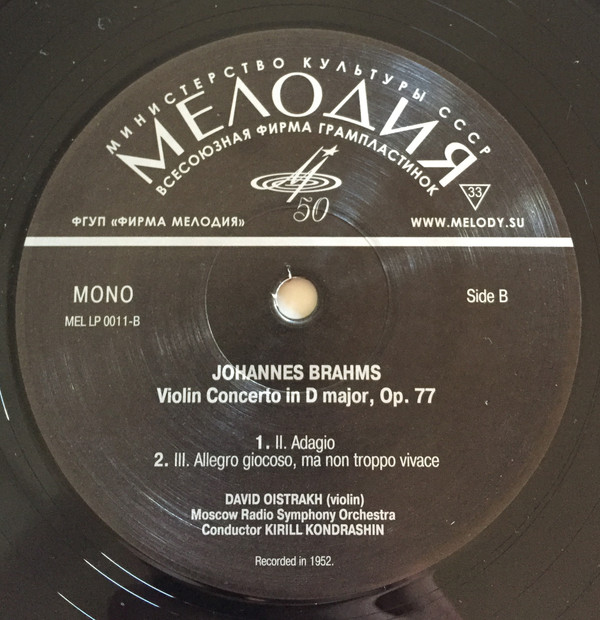 МИНИСТЕРСТВО КУЛЬТУРЫ СССР
МЕЛОДИЯ
ВСЕСОЮЗНАЯ ФИРМА ГРАМПЛАСТИНОК
33
50
ФГУП «ФИРМА МЕЛОДИЯ»
WWW.MELODY.SU
MONO
Side B
MEL LP 0011-B
JOHANNES BRAHMS
Violin Concerto in D major, Op. 77
1. II. Adagio
2. III. Allegro giocoso, ma non troppo vivace
DAVID OISTRAKH (violin)
Moscow Radio Symphony Orchestra
Conductor KIRILL KONDRASHIN
Recorded in 1952.